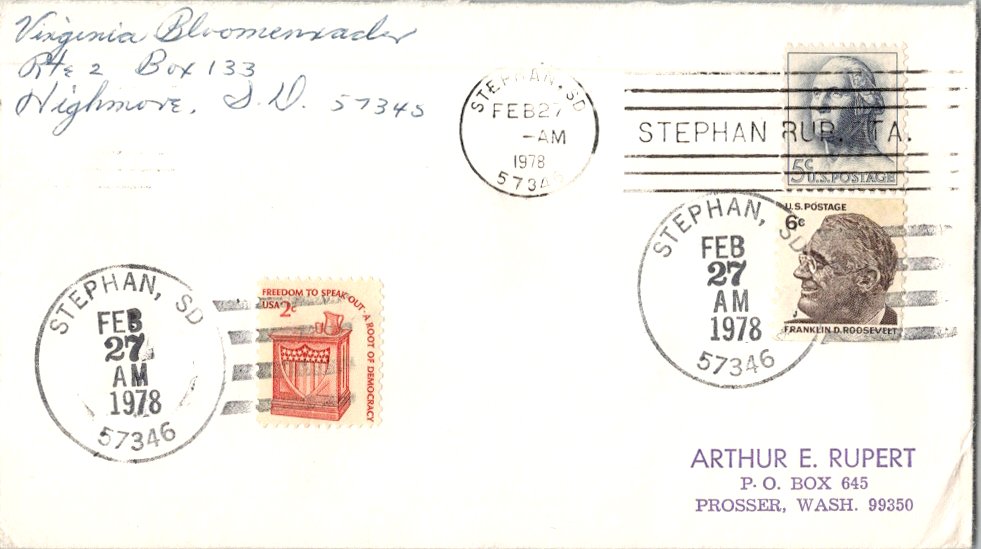 Virginia Bloomenrader
Rte 2 Box 133
Highmore, S.D. 57345
STEPHAN, SD
FEB 27
-AM
1978
57346
STEPHAN RUR. STA.
5c
U.S. POSTAGE
U.S. POSTAGE
6c
FRANKLIN D. ROOSEVELT
STEPHAN, SD
FEB
27
AM
1978
57346
STEPHAN, SD
FEB
27
AM
1978
57346
FREEDOM TO SPEAK OUT • A ROOT OF DEMOCRACY
USA 2c
ARTHUR E. RUPERT
P. O. BOX 645
PROSSER, WASH. 99350